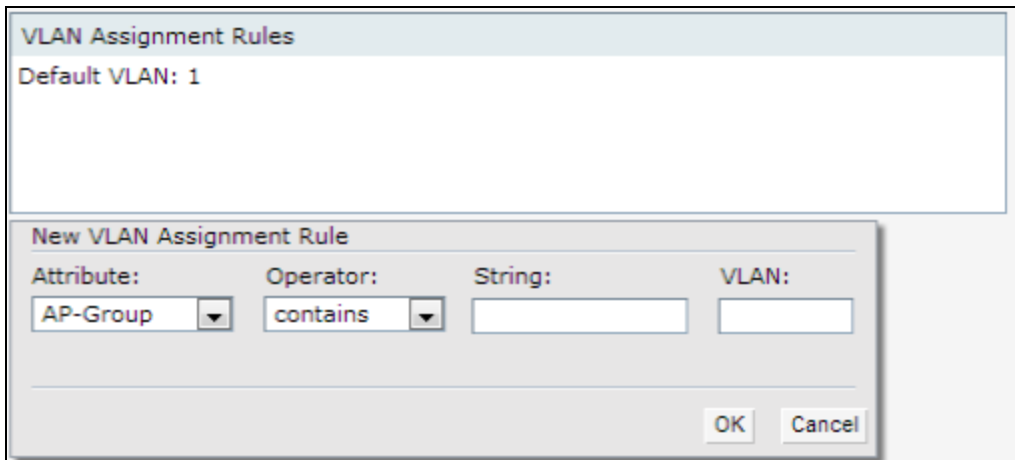 VLAN Assignment Rules
Default VLAN: 1
New VLAN Assignment Rule
Attribute: Operator: String: VLAN:
AP-Group contains
OK Cancel